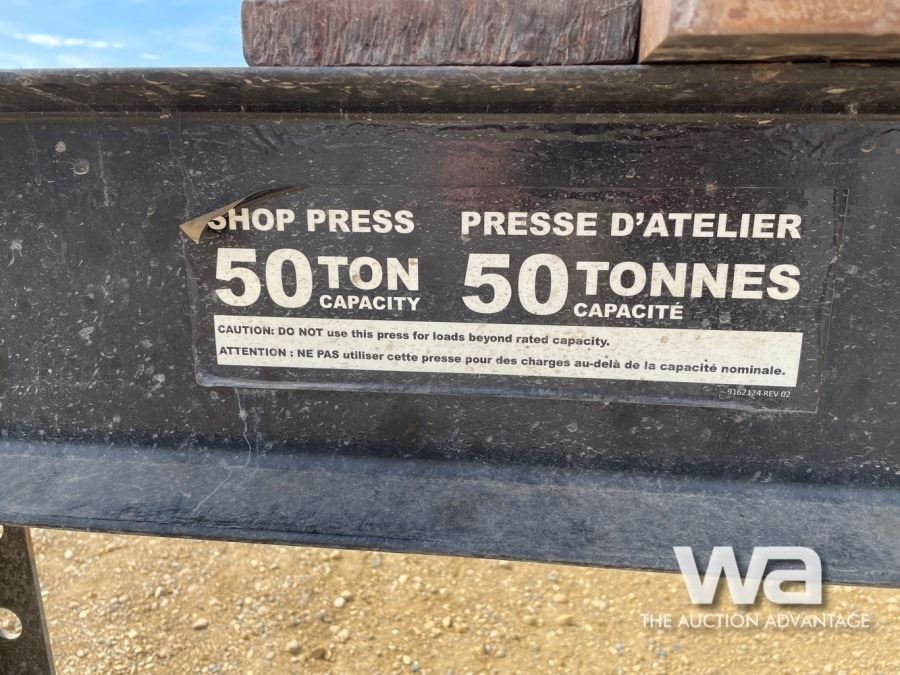 SHOP PRESS
50 TON
CAPACITY
PRESSE D'ATELIER
50 TONNES
CAPACITÉ
CAUTION: DO NOT use this press for loads beyond rated capacity.
ATTENTION : NE PAS utiliser cette presse pour des charges au-delà de la capacité nominale.
9162124 REV 02
wa
THE AUCTION ADVANTAGE